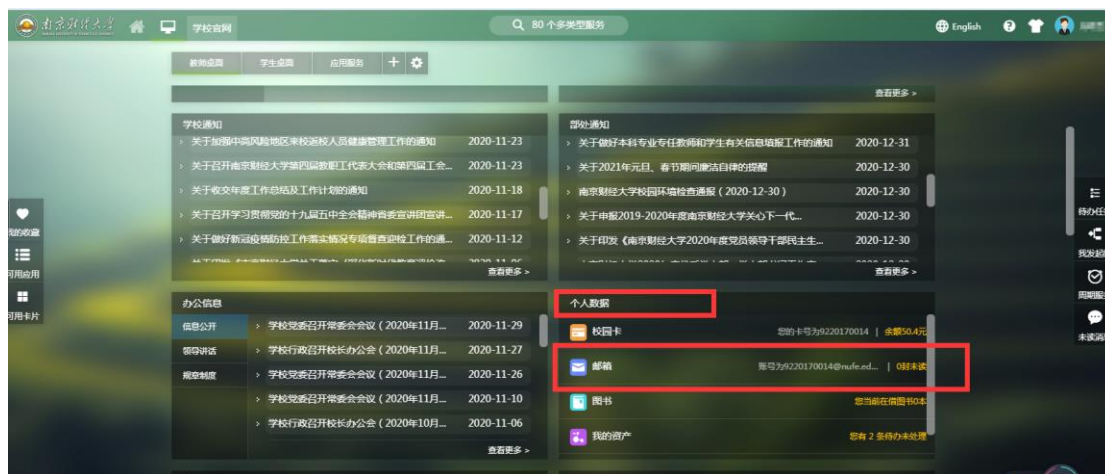 南京财经大学
学校官网
80 个多类型服务
English
教师桌面 学生桌面 应用服务
查看更多 >
学校通知
> 关于加强中高风险地区来校返校人员健康管理工作的通知 2020-11-23
> 关于召开南京财经大学第四届教职工代表大会和第四届工会... 2020-11-23
> 关于收交年度工作总结及工作计划的通知 2020-11-18
> 关于召开学习贯彻党的十九届五中全会精神省委宣讲团宣讲... 2020-11-17
> 关于做好新冠疫情防控工作落实情况专项督查迎检工作的通... 2020-11-12
查看更多 >
部处通知
> 关于做好本科专业专任教师和学生有关信息填报工作的通知 2020-12-31
> 关于2021年元旦、春节期间廉洁自律的提醒 2020-12-30
> 南京财经大学校园环境检查通报（2020-12-30） 2020-12-30
> 关于申报2019-2020年度南京财经大学关心下一代... 2020-12-30
> 关于印发《南京财经大学2020年度党员领导干部民主生... 2020-12-30
查看更多 >
办公信息
信息公开
领导讲话
规章制度
> 学校党委召开常委会会议（2020年11月... 2020-11-29
> 学校行政召开校长办公会（2020年11月... 2020-11-27
> 学校党委召开常委会会议（2020年11月... 2020-11-26
> 学校党委召开常委会会议（2020年11月... 2020-11-10
> 学校行政召开校长办公会（2020年10月... 2020-11-06
查看更多 >
个人数据
校园卡 您的卡号为9220170014 | 余额50.4元
邮箱 账号为9220170014@nufe.ed... | 0封未读
图书 您当前在借图书0本
我的资产 您有 2 条待办未处理
我的收藏
可用应用
可用卡片
待办任
我发起
周期服
未读消